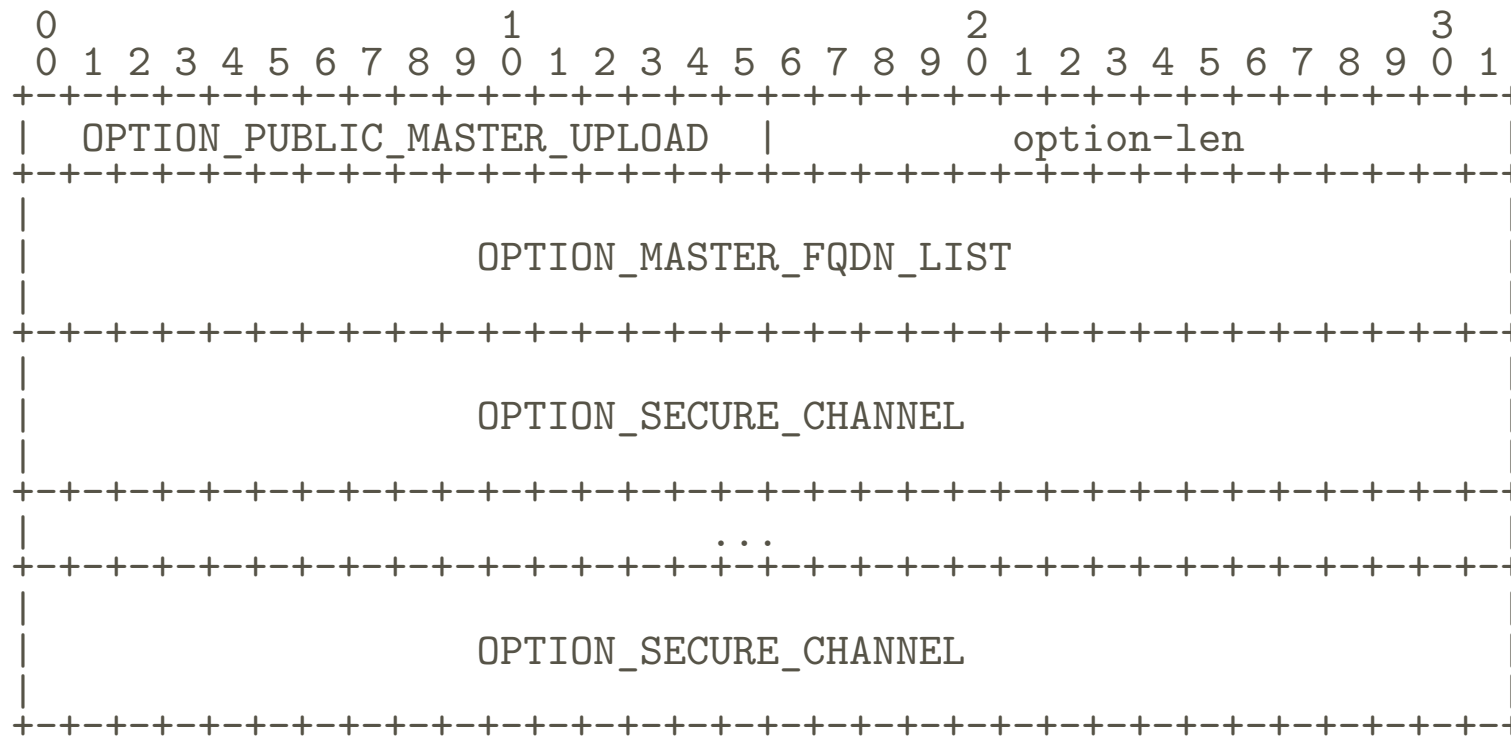 0                   1                   2                   3
 0 1 2 3 4 5 6 7 8 9 0 1 2 3 4 5 6 7 8 9 0 1 2 3 4 5 6 7 8 9 0 1
+-+-+-+-+-+-+-+-+-+-+-+-+-+-+-+-+-+-+-+-+-+-+-+-+-+-+-+-+-+-+-+-+
|  OPTION_PUBLIC_MASTER_UPLOAD  |          option-len           |
+-+-+-+-+-+-+-+-+-+-+-+-+-+-+-+-+-+-+-+-+-+-+-+-+-+-+-+-+-+-+-+-+
|                                                               |
|                   OPTION_MASTER_FQDN_LIST                     |
|                                                               |
+-+-+-+-+-+-+-+-+-+-+-+-+-+-+-+-+-+-+-+-+-+-+-+-+-+-+-+-+-+-+-+-+
|                                                               |
|                   OPTION_SECURE_CHANNEL                       |
|                                                               |
+-+-+-+-+-+-+-+-+-+-+-+-+-+-+-+-+-+-+-+-+-+-+-+-+-+-+-+-+-+-+-+-+
|                             ...                               |
+-+-+-+-+-+-+-+-+-+-+-+-+-+-+-+-+-+-+-+-+-+-+-+-+-+-+-+-+-+-+-+-+
|                                                               |
|                   OPTION_SECURE_CHANNEL                       |
|                                                               |
+-+-+-+-+-+-+-+-+-+-+-+-+-+-+-+-+-+-+-+-+-+-+-+-+-+-+-+-+-+-+-+-+